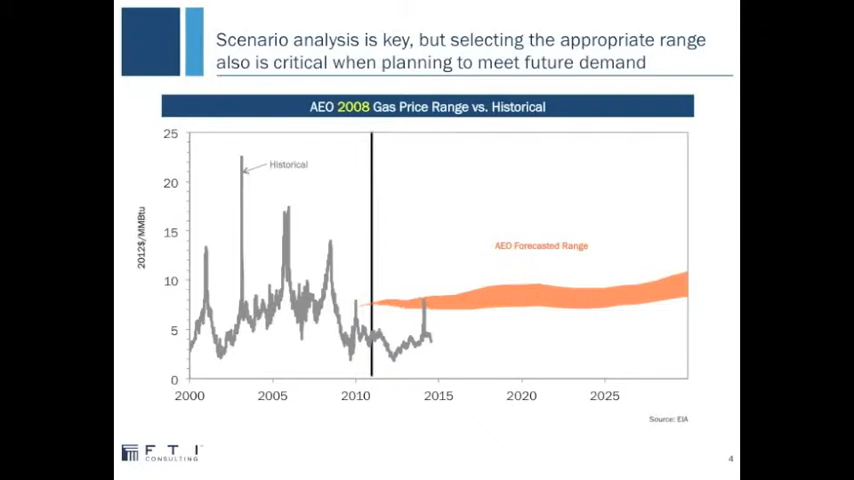 Scenario analysis is key, but selecting the appropriate range
also is critical when planning to meet future demand
AEO 2008 Gas Price Range vs. Historical
25
20
15
10
5
0
2012$/MMBtu
Historical
AEO Forecasted Range
2000 2005 2010 2015 2020 2025
Source: EIA
F T I™
CONSULTING
4